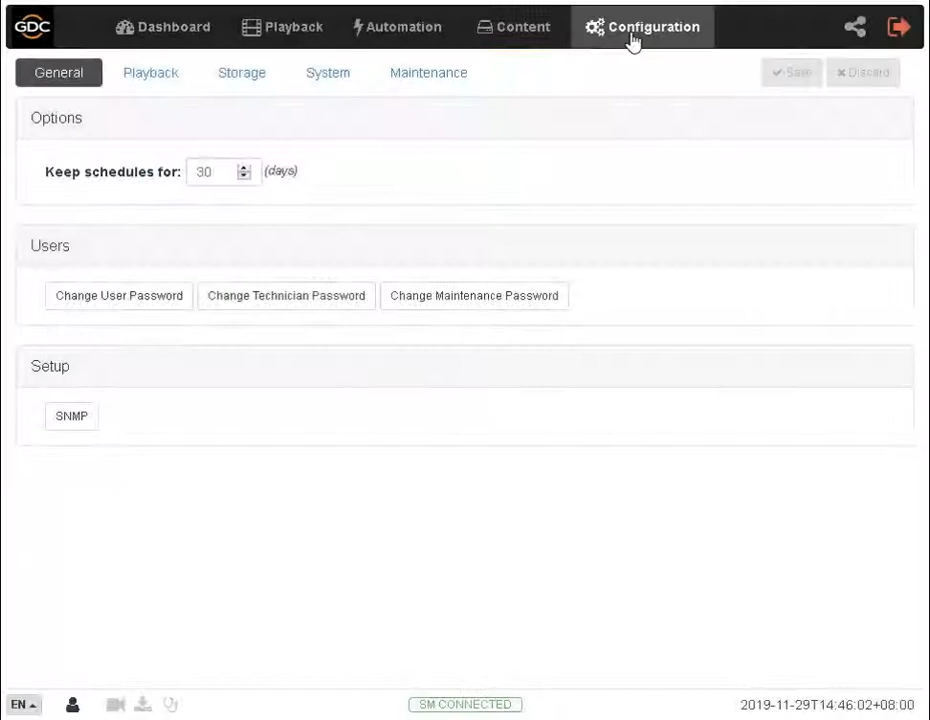 GDC Dashboard Playback Automation Content Configuration
General Playback Storage System Maintenance Save Discard
Options
Keep schedules for: 30 (days)
Users
Change User Password Change Technician Password Change Maintenance Password
Setup
SNMP
EN SM CONNECTED 2019-11-29T14:46:02+08:00